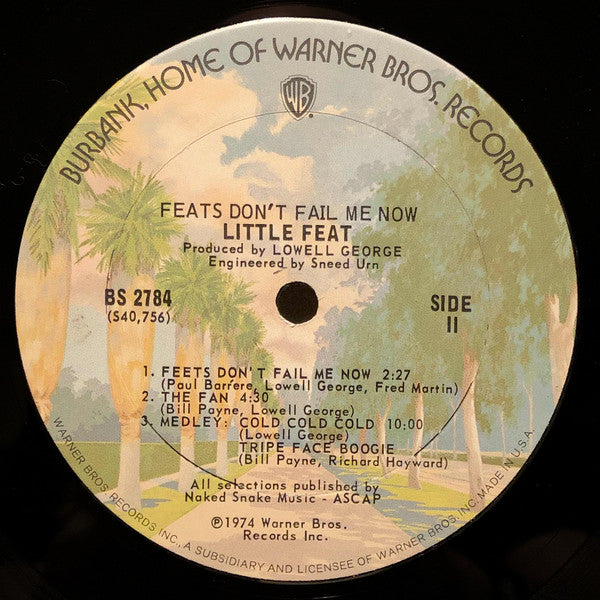 BURBANK, HOME OF WARNER BROS. RECORDS
WB
FEATS DON'T FAIL ME NOW
LITTLE FEAT
Produced by LOWELL GEORGE
Engineered by Sneed Urn
BS 2784
(S40,756)
SIDE
II
1. FEETS DON'T FAIL ME NOW 2:27
(Paul Barrere, Lowell George, Fred Martin)
2. THE FAN 4:30
(Bill Payne, Lowell George)
3. MEDLEY: COLD COLD COLD 10:00
(Lowell George)
TRIPE FACE BOOGIE
(Bill Payne, Richard Hayward)
All selections published by
Naked Snake Music - ASCAP
℗1974 Warner Bros.
Records Inc.
WARNER BROS. RECORDS INC., A SUBSIDIARY AND LICENSEE OF WARNER BROS. INC. MADE IN U.S.A.